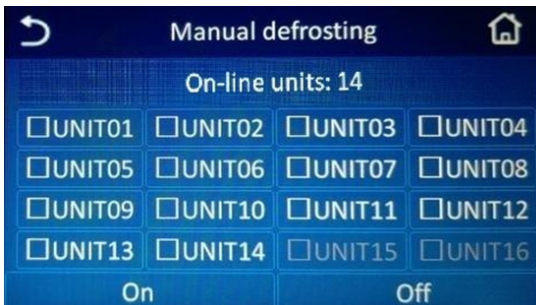 Manual defrosting
On-line units: 14
UNIT01 UNIT02 UNIT03 UNIT04
UNIT05 UNIT06 UNIT07 UNIT08
UNIT09 UNIT10 UNIT11 UNIT12
UNIT13 UNIT14 UNIT15 UNIT16
On Off